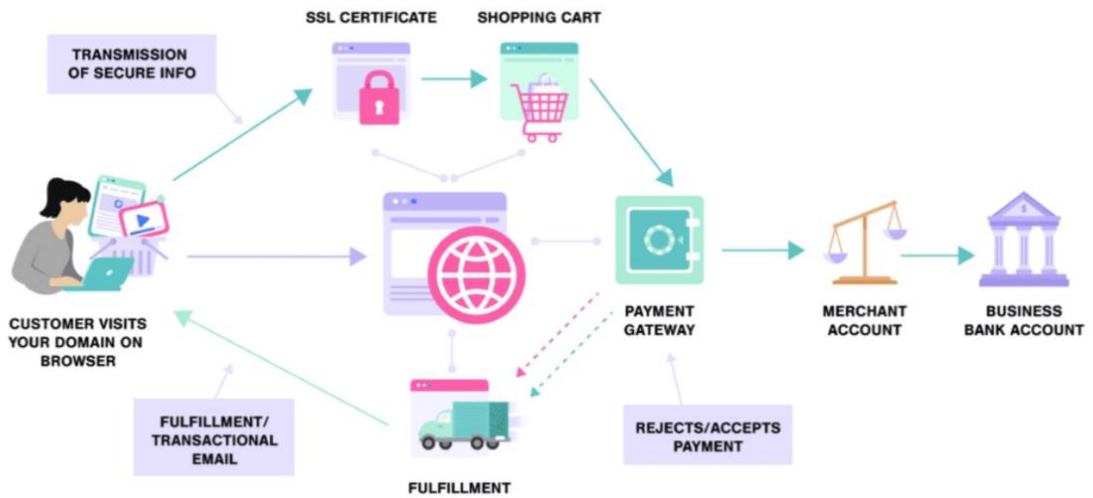 SSL CERTIFICATE
SHOPPING CART
TRANSMISSION
OF SECURE INFO
CUSTOMER VISITS
YOUR DOMAIN ON
BROWSER
PAYMENT
GATEWAY
$
MERCHANT
ACCOUNT
BUSINESS
BANK ACCOUNT
FULFILLMENT/
TRANSACTIONAL
EMAIL
REJECTS/ACCEPTS
PAYMENT
FULFILLMENT